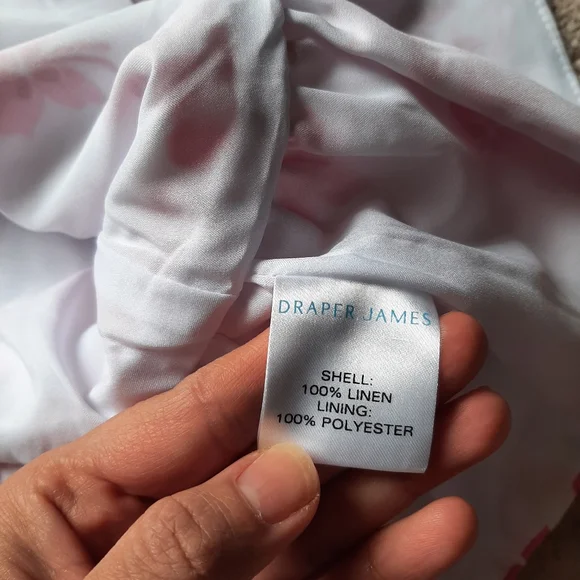 DRAPER JAMES
SHELL:
100% LINEN
LINING:
100% POLYESTER